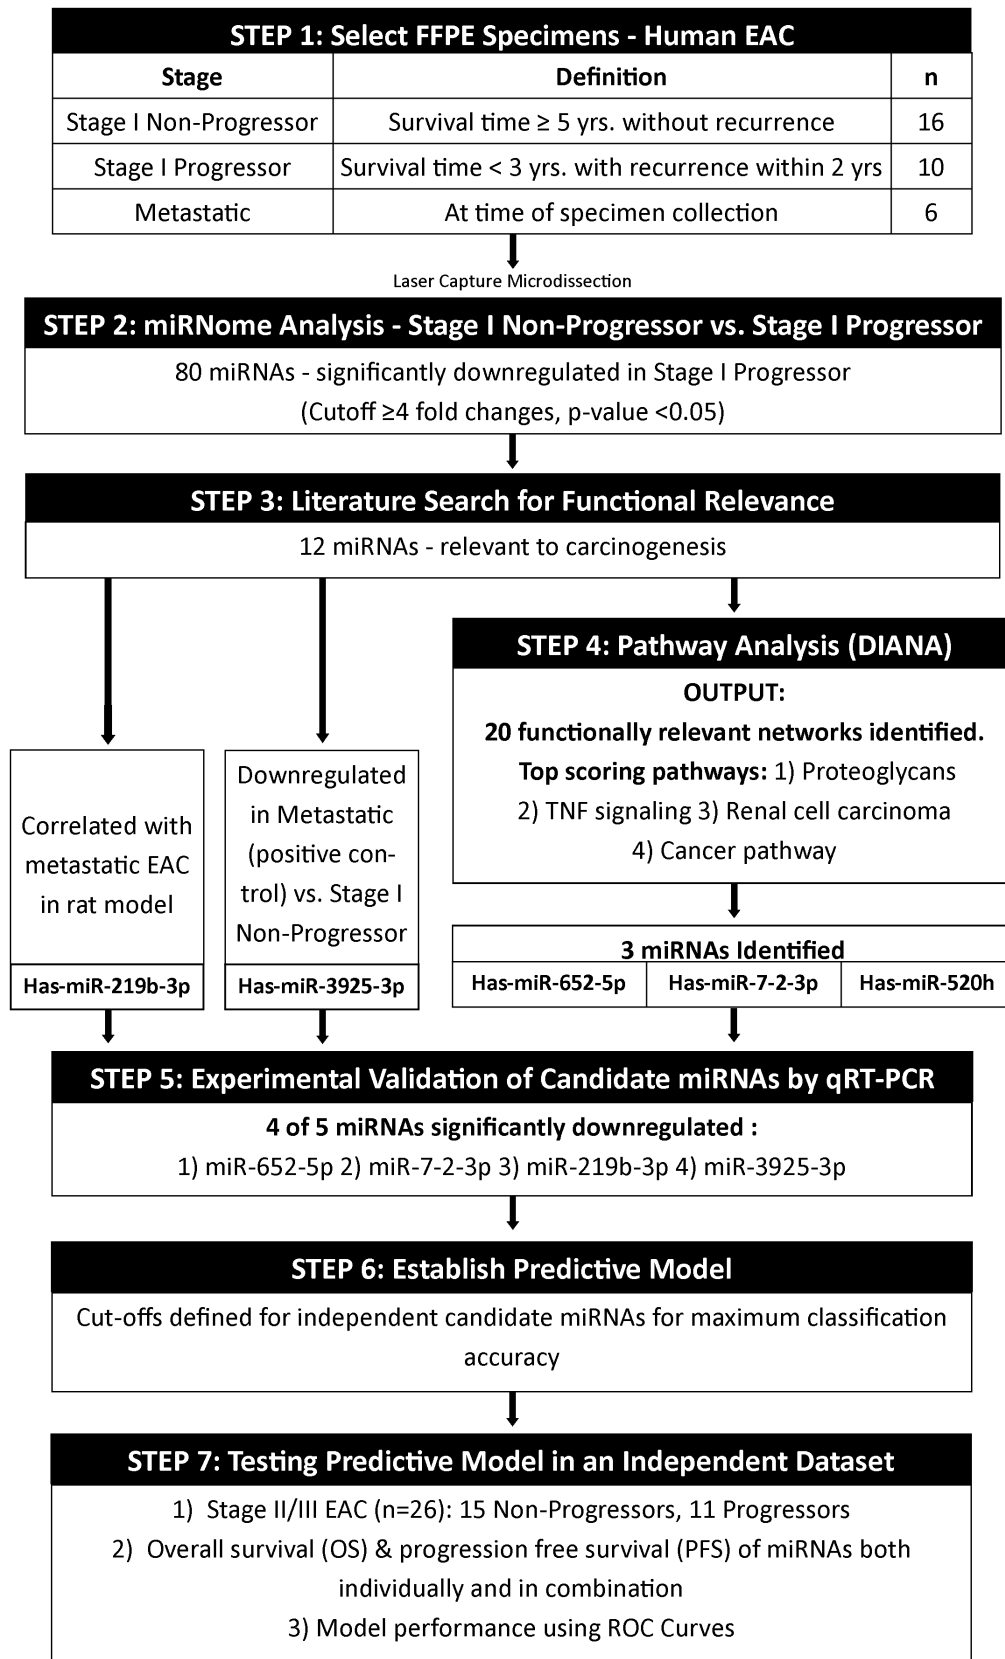 STEP 1: Select FFPE Specimens - Human EAC
Stage Definition n
Stage I Non-Progressor Survival time ≥ 5 yrs. without recurrence 16
Stage I Progressor Survival time < 3 yrs. with recurrence within 2 yrs 10
Metastatic At time of specimen collection 6
Laser Capture Microdissection
STEP 2: miRNome Analysis - Stage I Non-Progressor vs. Stage I Progressor
80 miRNAs - significantly downregulated in Stage I Progressor
(Cutoff ≥4 fold changes, p-value <0.05)
STEP 3: Literature Search for Functional Relevance
12 miRNAs - relevant to carcinogenesis
Correlated with
metastatic EAC
in rat model
Has-miR-219b-3p
Downregulated
in Metastatic
(positive con-
trol) vs. Stage I
Non-Progressor
Has-miR-3925-3p
STEP 4: Pathway Analysis (DIANA)
OUTPUT:
20 functionally relevant networks identified.
Top scoring pathways: 1) Proteoglycans
2) TNF signaling 3) Renal cell carcinoma
4) Cancer pathway
3 miRNAs Identified
Has-miR-652-5p Has-miR-7-2-3p Has-miR-520h
STEP 5: Experimental Validation of Candidate miRNAs by qRT-PCR
4 of 5 miRNAs significantly downregulated :
1) miR-652-5p 2) miR-7-2-3p 3) miR-219b-3p 4) miR-3925-3p
STEP 6: Establish Predictive Model
Cut-offs defined for independent candidate miRNAs for maximum classification
accuracy
STEP 7: Testing Predictive Model in an Independent Dataset
1) Stage II/III EAC (n=26): 15 Non-Progressors, 11 Progressors
2) Overall survival (OS) & progression free survival (PFS) of miRNAs both
individually and in combination
3) Model performance using ROC Curves